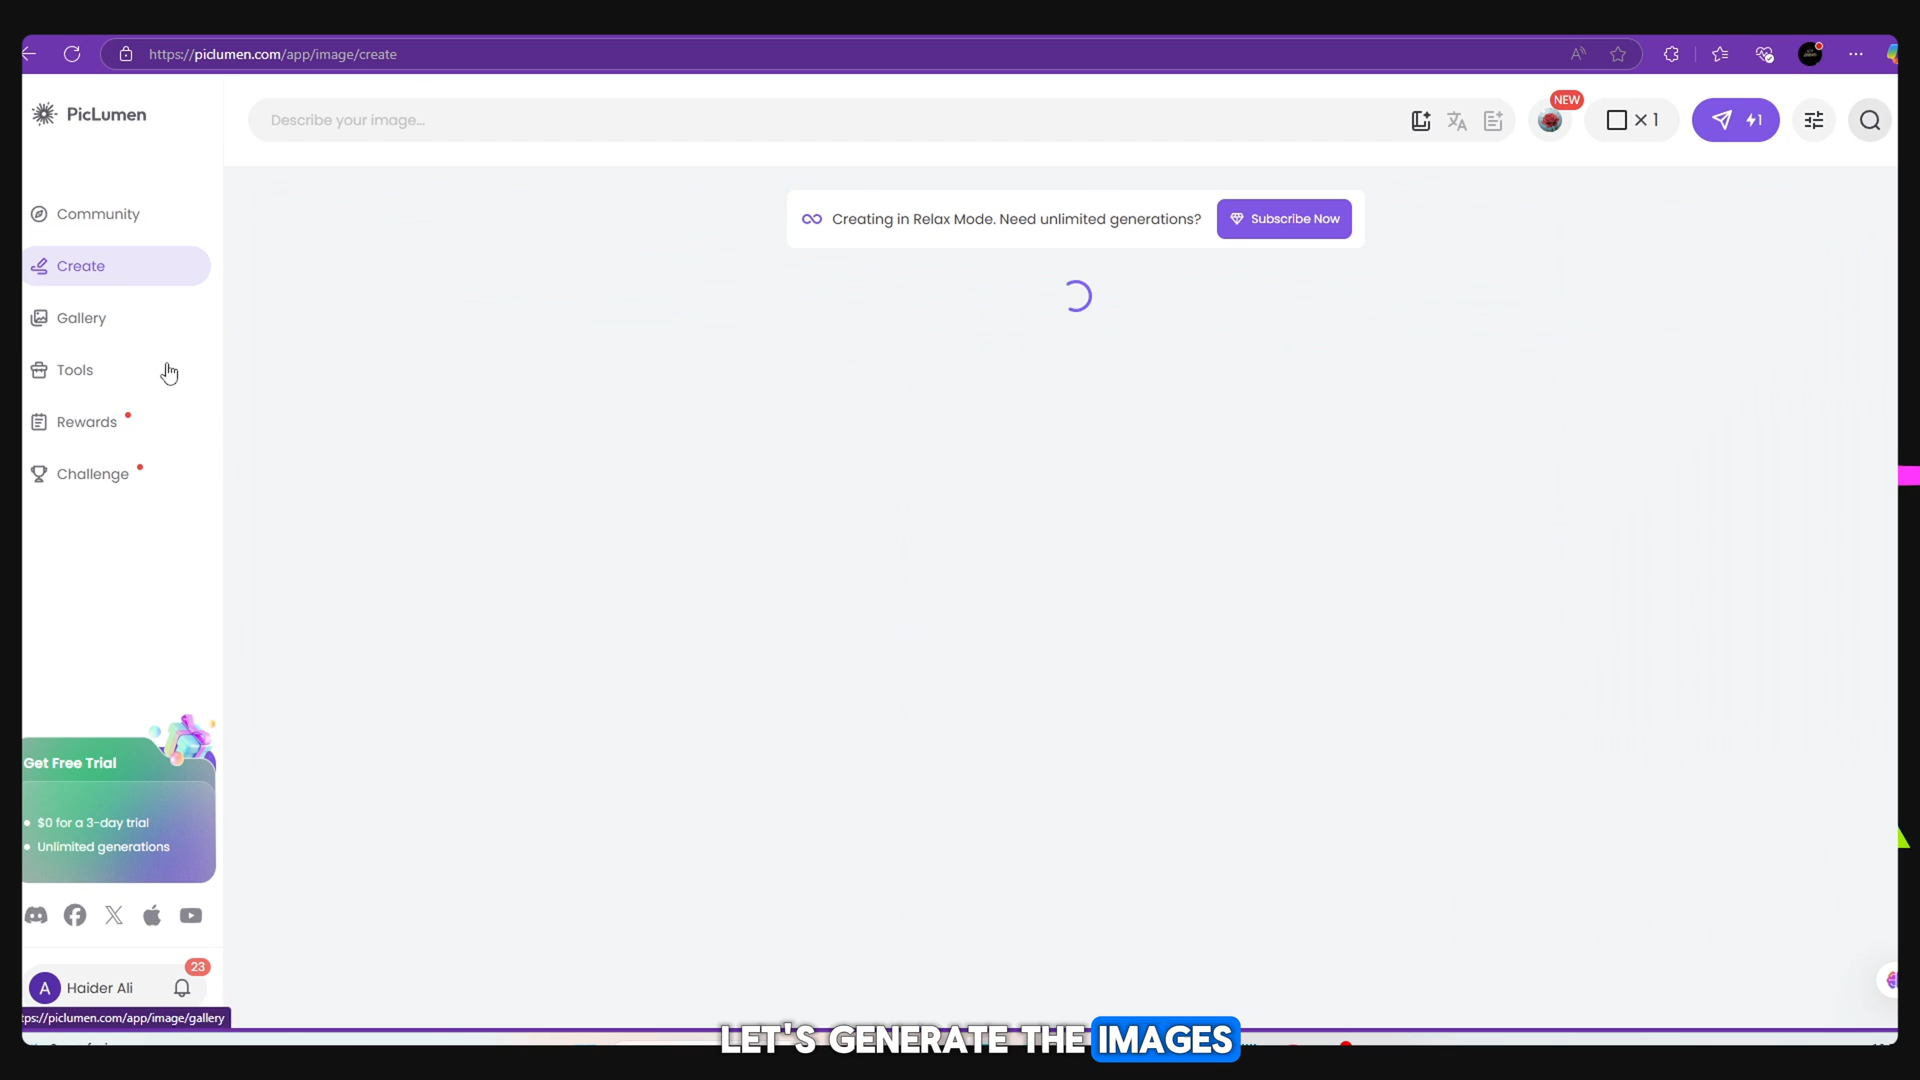 https://piclumen.com/app/image/create
PicLumen
Describe your image...
NEW
× 1
1
Community
Creating in Relax Mode. Need unlimited generations?
Subscribe Now
Create
Gallery
Tools
Rewards
Challenge
Get Free Trial
$0 for a 3-day trial
Unlimited generations
23
A
Haider Ali
tps://piclumen.com/app/image/gallery
LET'S GENERATE THE IMAGES